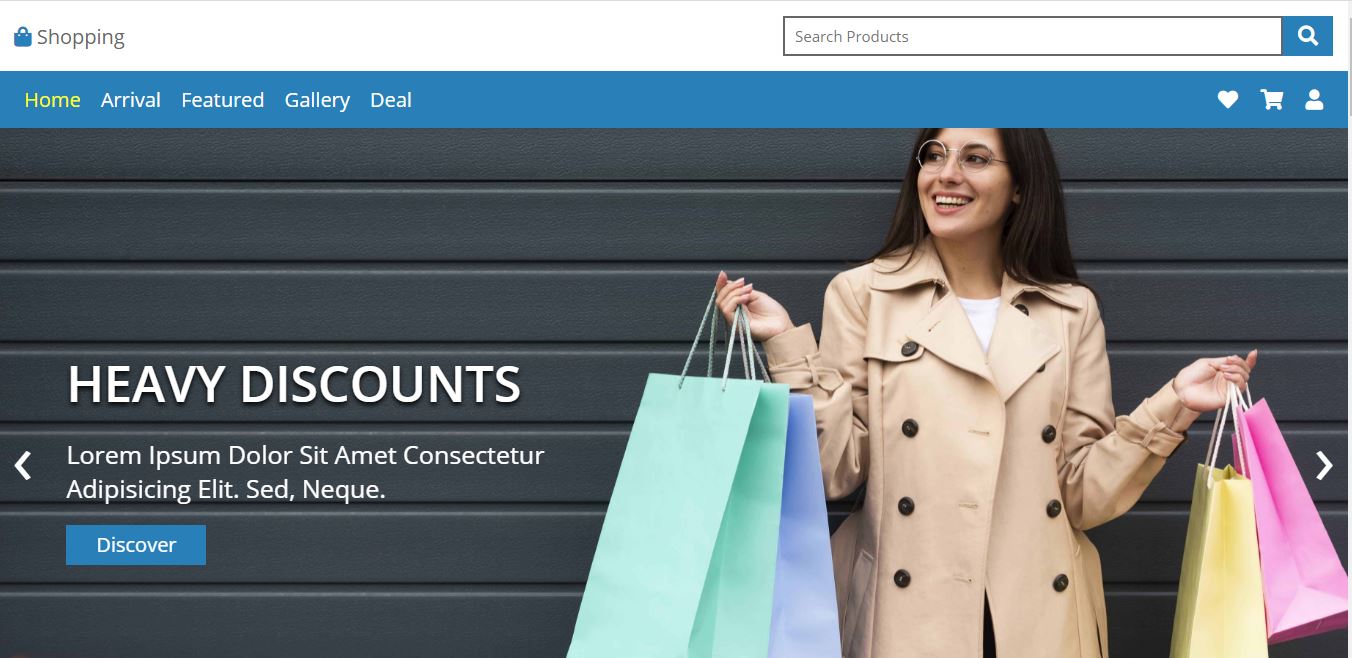 Shopping
Search Products
Home Arrival Featured Gallery Deal
HEAVY DISCOUNTS
Lorem Ipsum Dolor Sit Amet Consectetur
Adipisicing Elit. Sed, Neque.
Discover